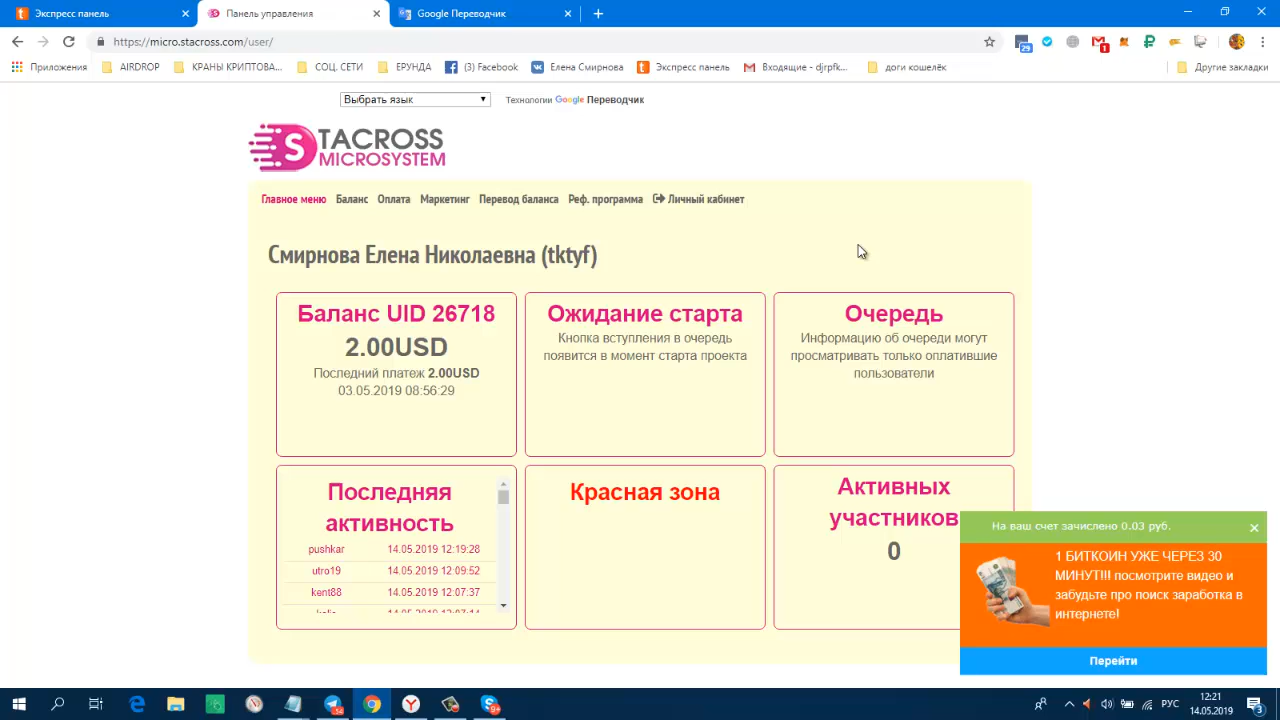 Экспресс панель
Панель управления
Google Переводчик
https://micro.stacross.com/user/
29
1
Приложения
AIRDROP
КРАНЫ КРИПТОВА...
СОЦ. СЕТИ
ЕРУНДА
(3) Facebook
Елена Смирнова
Экспресс панель
Входящие - djrpfk...
доги кошелёк
Другие закладки
Выбрать язык
Технологии Google Переводчик
STACROSS
MICROSYSTEM
Главное меню Баланс Оплата Маркетинг Перевод баланса Реф. программа Личный кабинет
Смирнова Елена Николаевна (tktyf)
Баланс UID 26718
2.00USD
Последний платеж 2.00USD
03.05.2019 08:56:29
Ожидание старта
Кнопка вступления в очередь
появится в момент старта проекта
Очередь
Информацию об очереди могут
просматривать только оплатившие
пользователи
Последняя
активность
pushkar 14.05.2019 12:19:28
utro19 14.05.2019 12:09:52
kent88 14.05.2019 12:07:37
Красная зона
Активных
участников
0
На ваш счет зачислено 0.03 руб.
1 БИТКОИН УЖЕ ЧЕРЕЗ 30
МИНУТ!!! посмотрите видео и
забудьте про поиск заработка в
интернете!
Перейти
РУС
12:21
14.05.2019